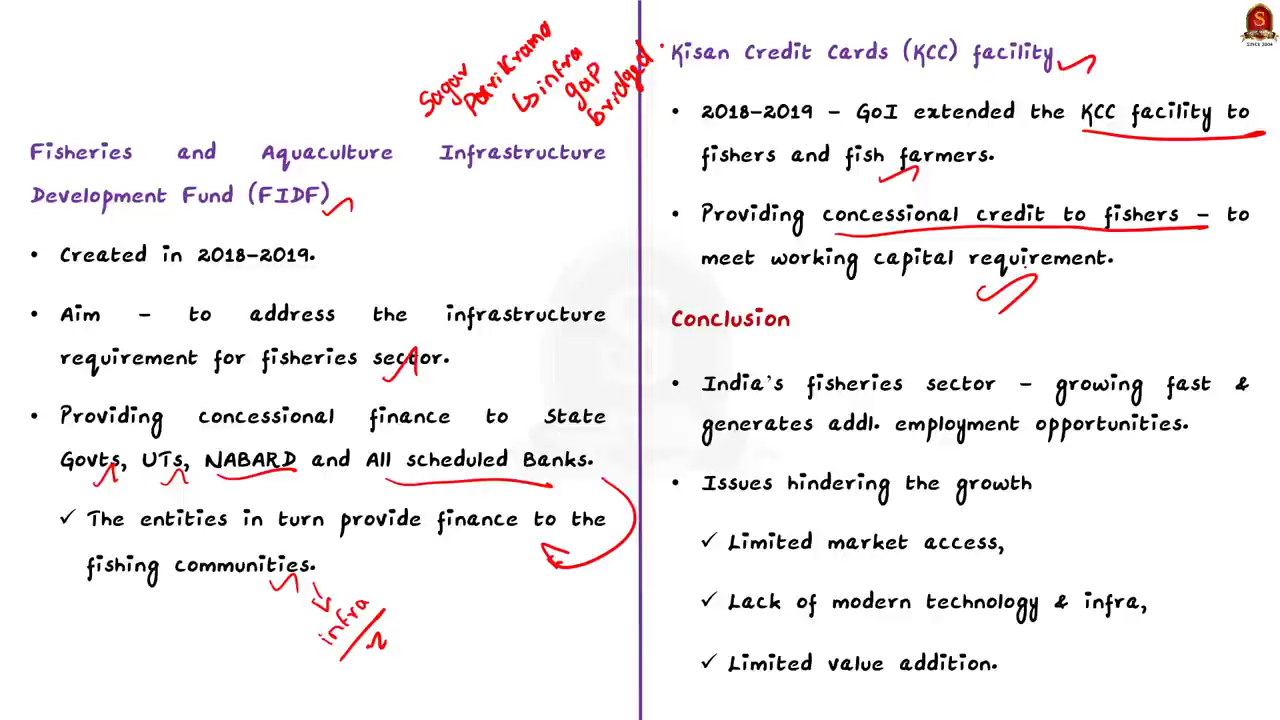 Sagar
Parikrama
↳ infra
gap
bridged.
Fisheries and Aquaculture Infrastructure
Development Fund (FIDF)
• Created in 2018-2019.
• Aim - to address the infrastructure
requirement for fisheries sector.
• Providing concessional finance to State
Govts, UTs, NABARD and All scheduled Banks.
✓ The entities in turn provide finance to the
fishing communities.
↳ infra
Kisan Credit Cards (KCC) facility
• 2018-2019 - GoI extended the KCC facility to
fishers and fish farmers.
• Providing concessional credit to fishers - to
meet working capital requirement.
Conclusion
• India's fisheries sector - growing fast &
generates addl. employment opportunities.
• Issues hindering the growth
✓ Limited market access,
✓ Lack of modern technology & infra,
✓ Limited value addition.
S
SINCE 2004